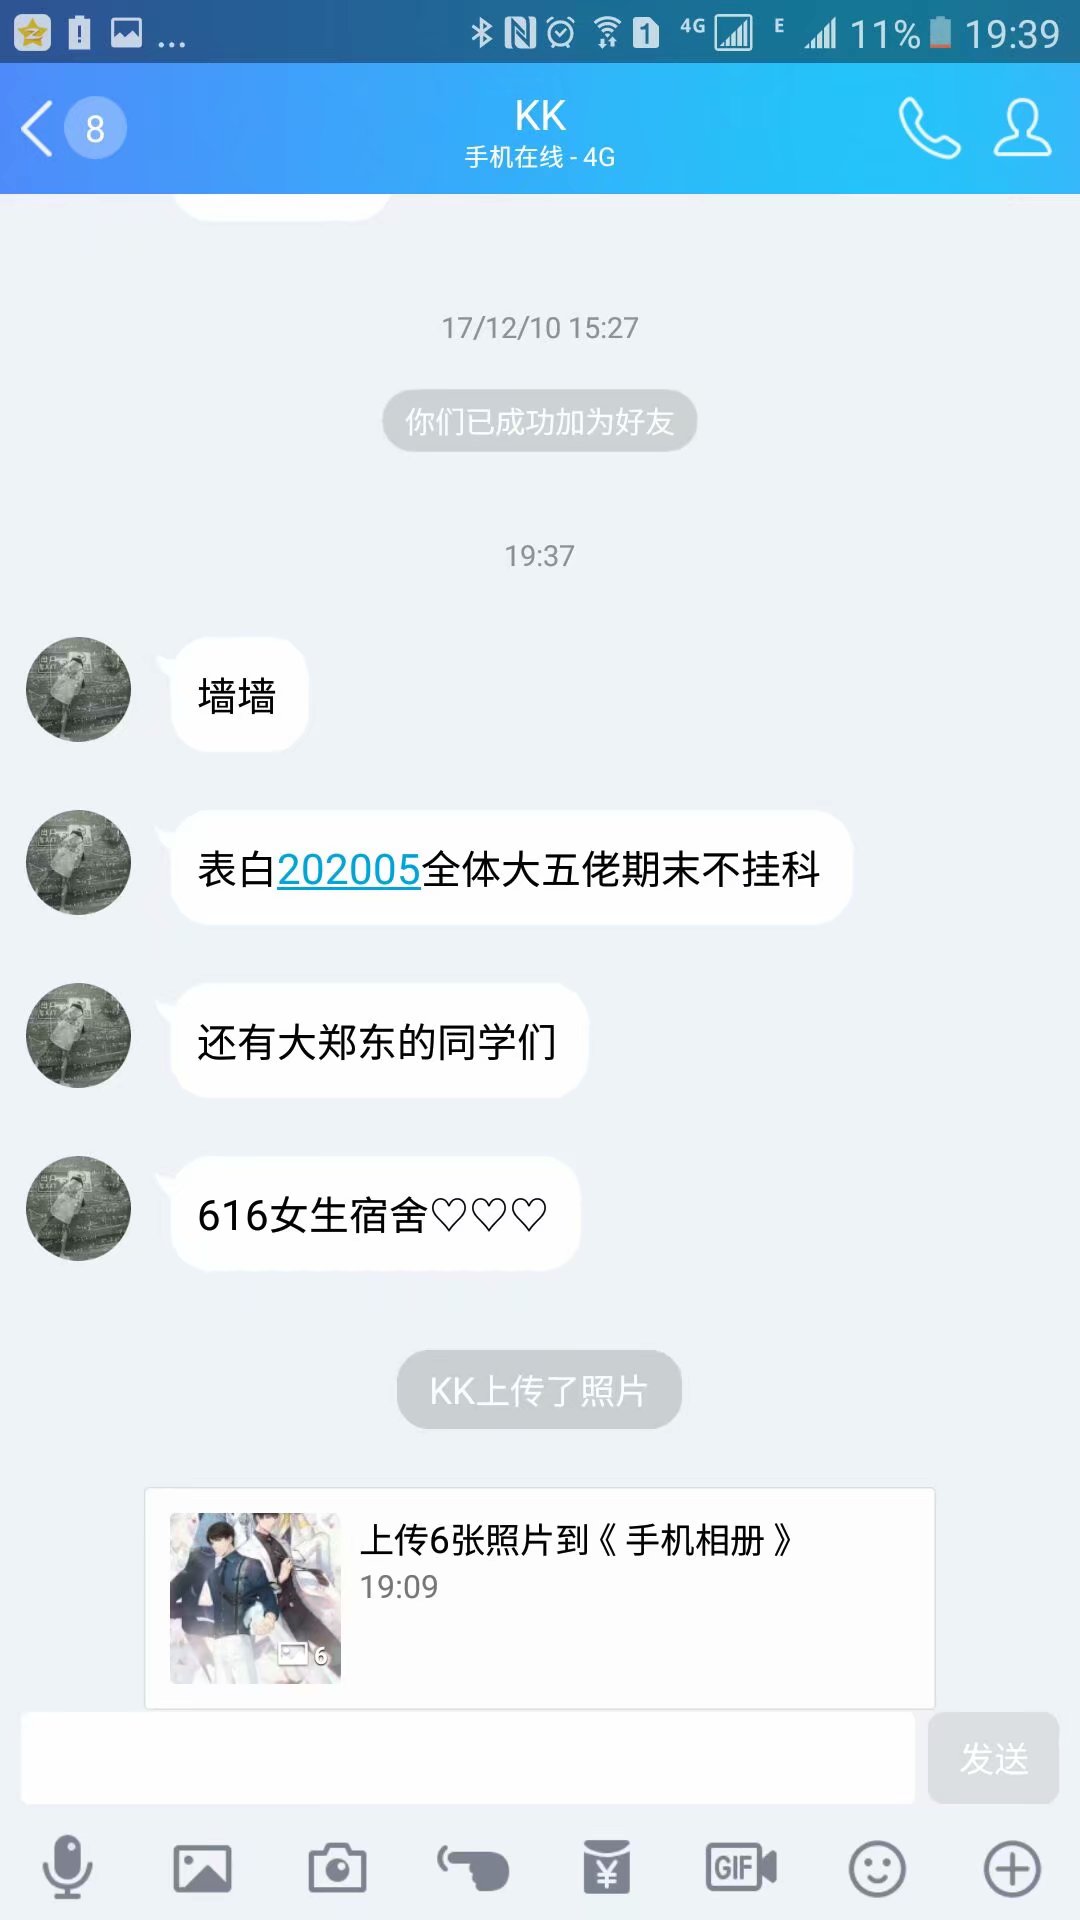 4G E 11% 19:39
8
KK
手机在线 - 4G
17/12/10 15:27
你们已成功加为好友
19:37
墙墙
表白202005全体大五佬期末不挂科
还有大郑东的同学们
616女生宿舍♡♡♡
KK上传了照片
上传6张照片到《 手机相册 》
19:09
6
发送
GIF